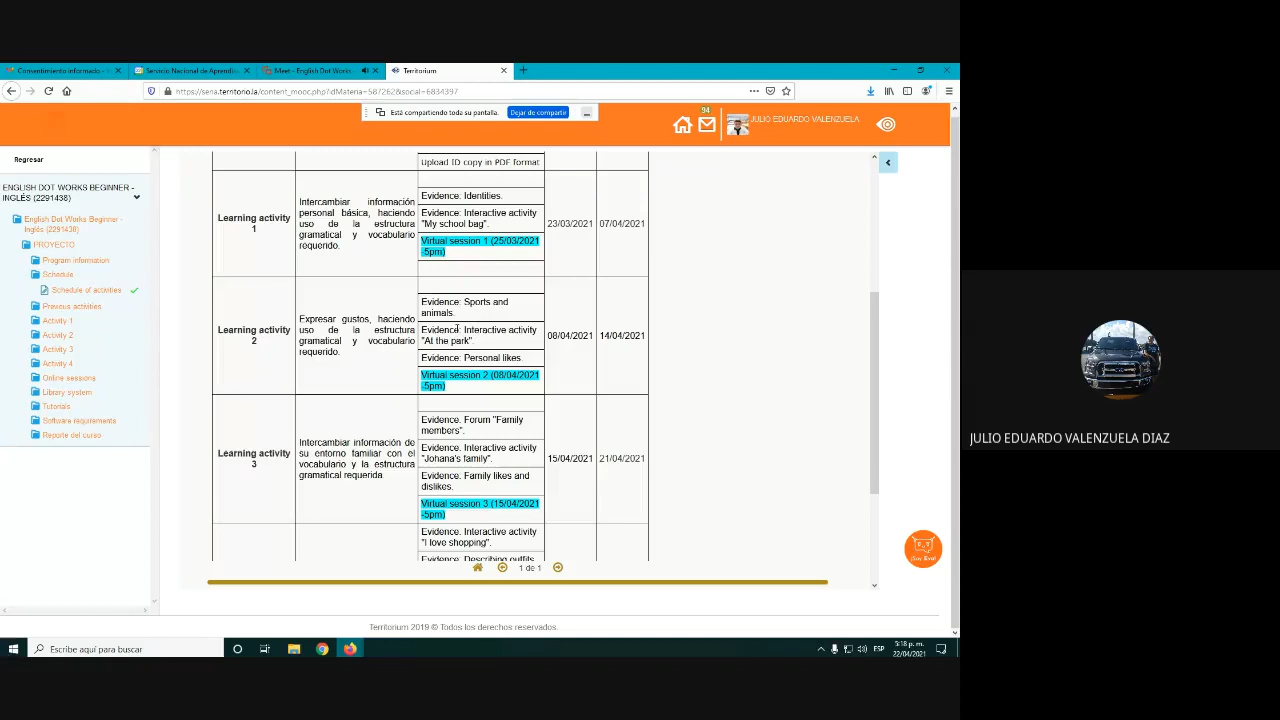 Consentimiento informado -
Servicio Nacional de Aprendiza
Meet - English Dot Works
Territorium
https://sena.territorio.la/content_mooc.php?idMateria=587262&social=6834397
Está compartiendo toda su pantalla.
Dejar de compartir
94
JULIO EDUARDO VALENZUELA
Regresar
ENGLISH DOT WORKS BEGINNER -
INGLÉS (2291438)
English Dot Works Beginner -
Inglés (2291438)
PROYECTO
Program information
Schedule
Schedule of activities
Previous activities
Activity 1
Activity 2
Activity 3
Activity 4
Online sessions
Library system
Tutorials
Software requirements
Reporte del curso
Upload ID copy in PDF format
Learning activity
1
Intercambiar información
personal básica, haciendo
uso de la estructura
gramatical y vocabulario
requerido.
Evidence: Identities.
Evidence: Interactive activity
"My school bag".
Virtual session 1 (25/03/2021
-5pm)
23/03/2021
07/04/2021
Learning activity
2
Expresar gustos, haciendo
uso de la estructura
gramatical y vocabulario
requerido.
Evidence: Sports and
animals.
Evidence: Interactive activity
"At the park".
Evidence: Personal likes.
Virtual session 2 (08/04/2021
-5pm)
08/04/2021
14/04/2021
Learning activity
3
Intercambiar información de
su entorno familiar con el
vocabulario y la estructura
gramatical requerida
Evidence: Forum "Family
members".
Evidence: Interactive activity
"Johana's family".
Evidence: Family likes and
dislikes.
Virtual session 3 (15/04/2021
-5pm)
15/04/2021
21/04/2021
Evidence: Interactive activity
"I love shopping".
Evidence: Describing outfits
1 de 1
Territorium 2019 © Todos los derechos reservados.
Escribe aquí para buscar
ESP
5:18 p. m.
22/04/2021
JULIO EDUARDO VALENZUELA DIAZ